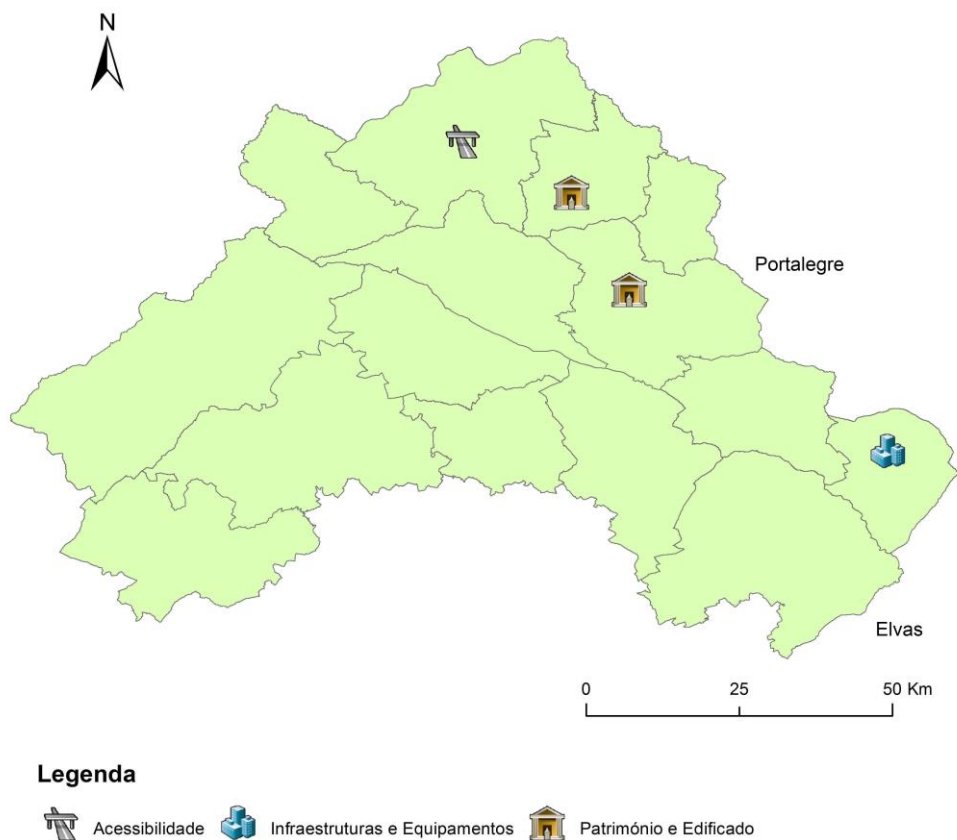 N
Portalegre
Elvas
0 25 50 Km
Legenda
Acessibilidade Infraestruturas e Equipamentos Património e Edificado